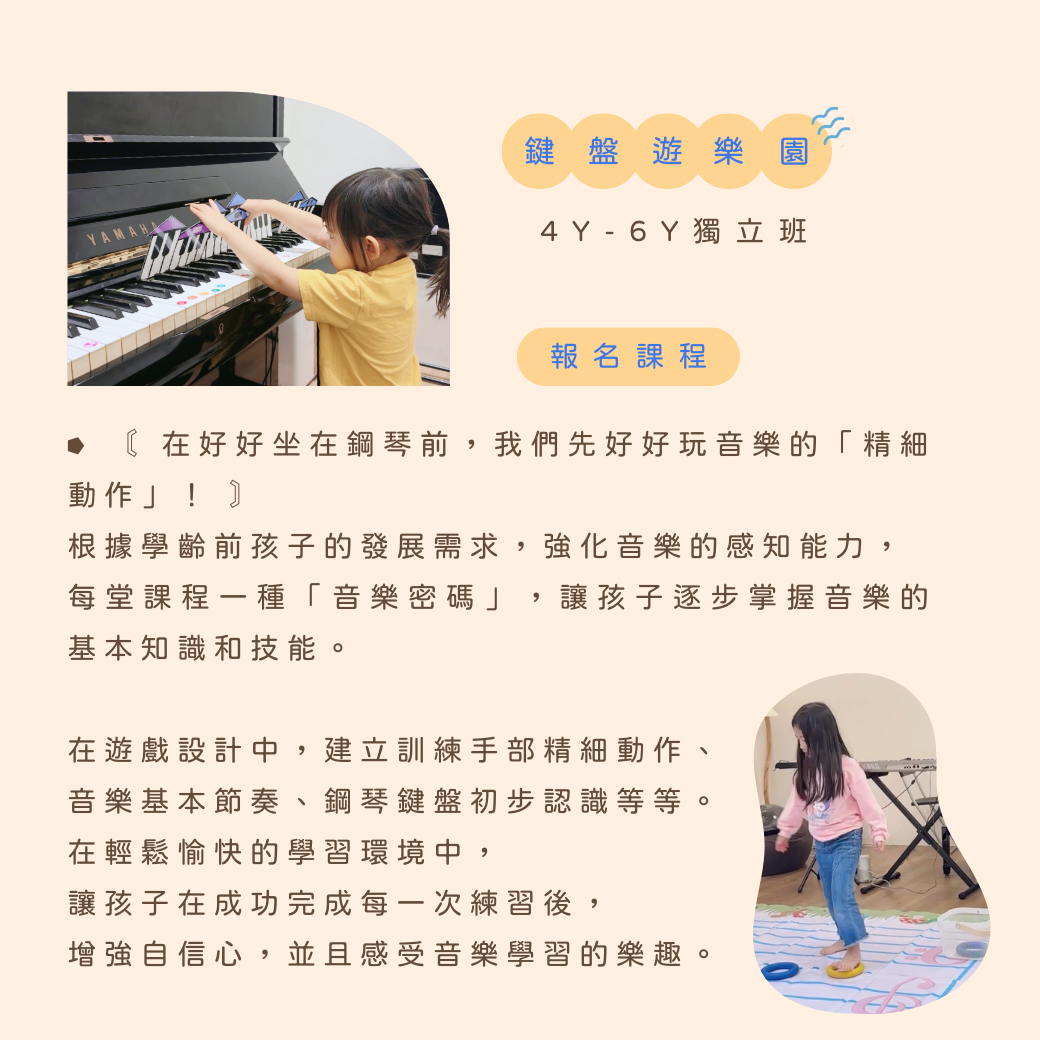 鍵盤遊樂園
4Y-6Y獨立班
報名課程
YAMAHA
〖在好好坐在鋼琴前，我們先好好玩音樂的「精細
動作」！〗
根據學齡前孩子的發展需求，強化音樂的感知能力，
每堂課程一種「音樂密碼」，讓孩子逐步掌握音樂的
基本知識和技能。
在遊戲設計中，建立訓練手部精細動作、
音樂基本節奏、鋼琴鍵盤初步認識等等。
在輕鬆愉快的學習環境中，
讓孩子在成功完成每一次練習後，
增強自信心，並且感受音樂學習的樂趣。